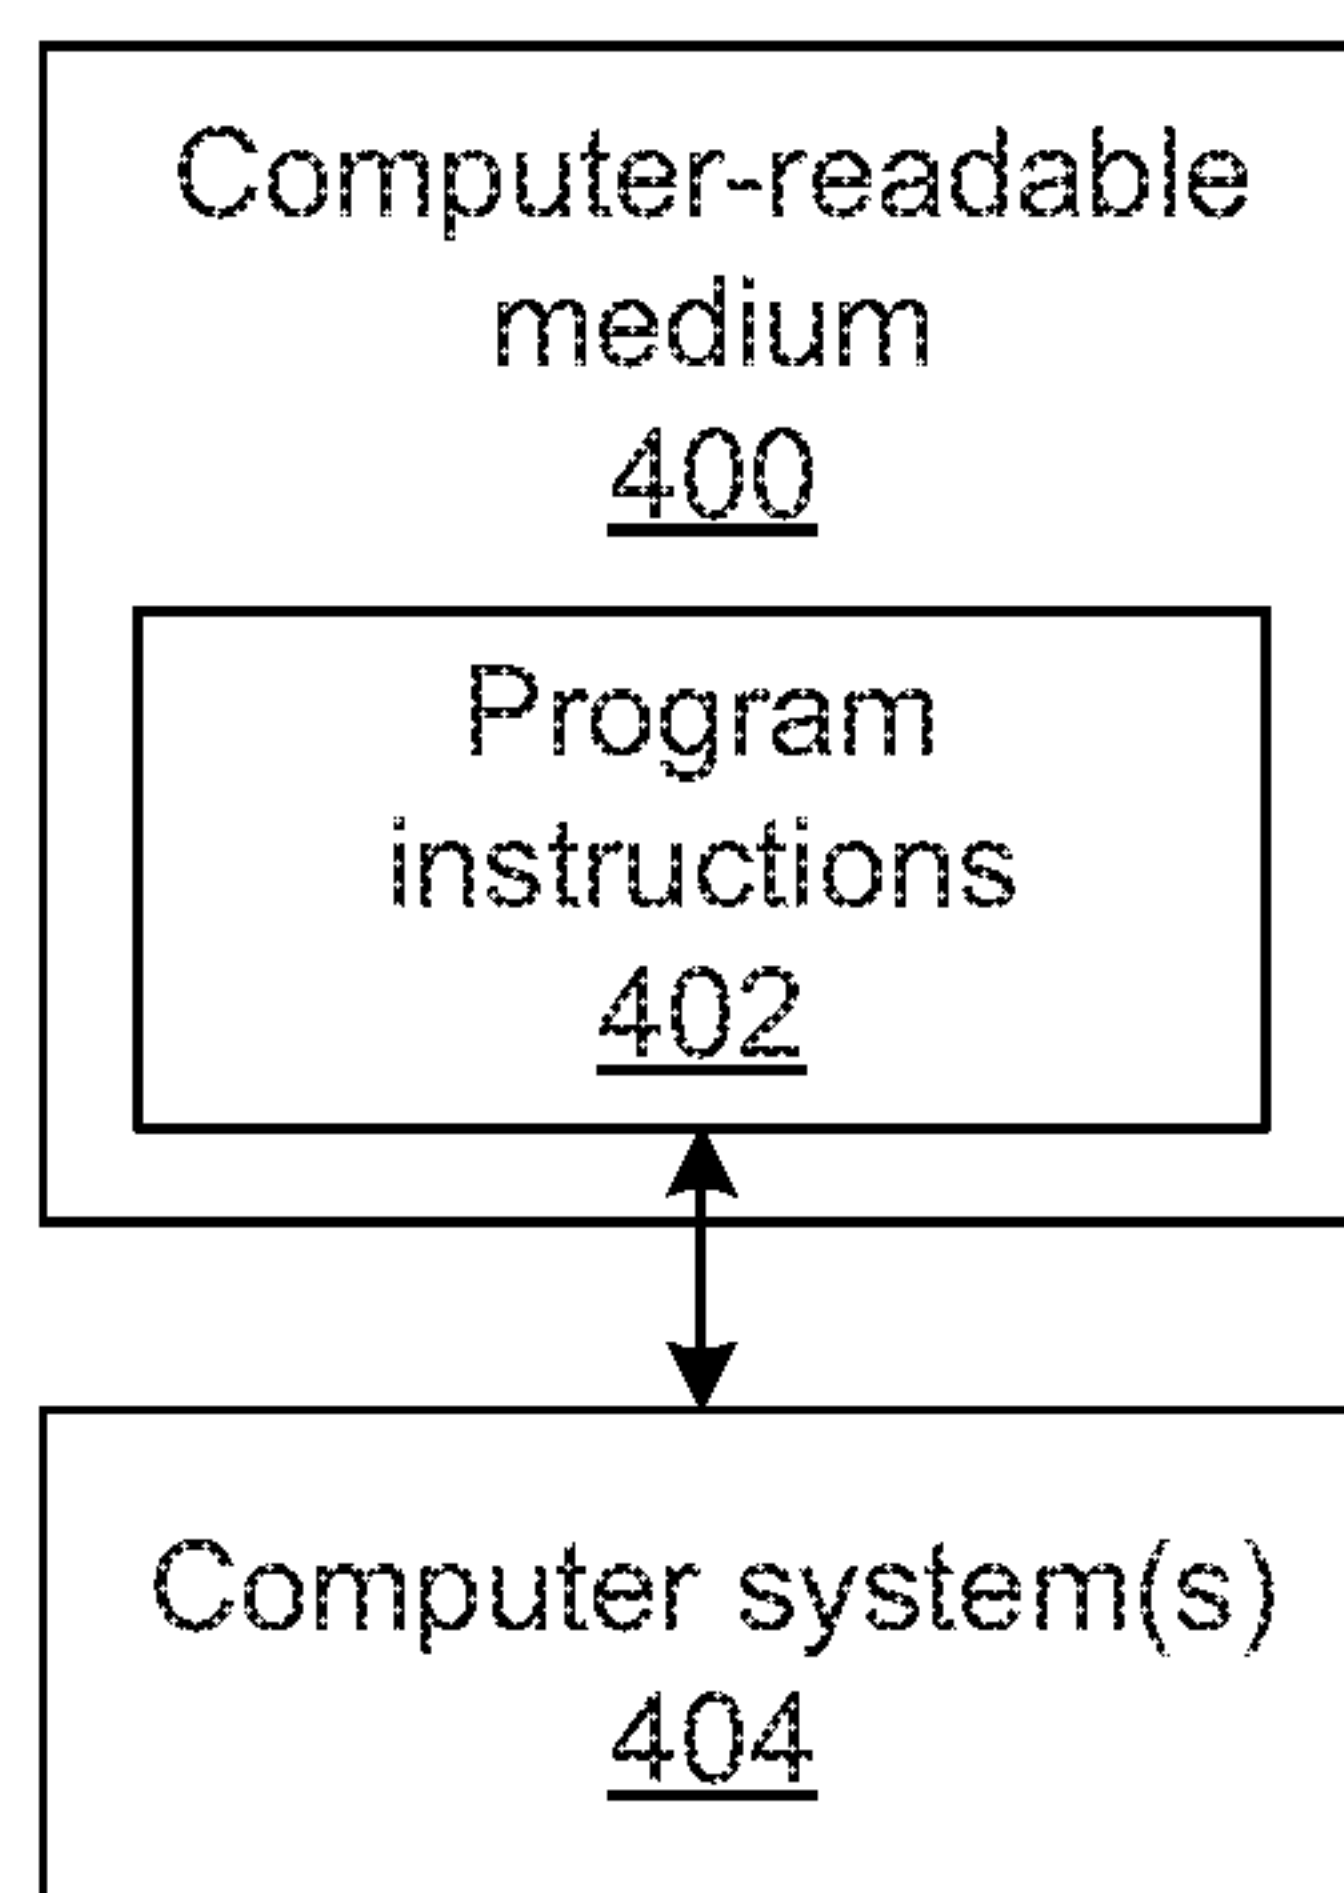 Computer-readable
medium
400
Program
instructions
402
Computer system(s)
404